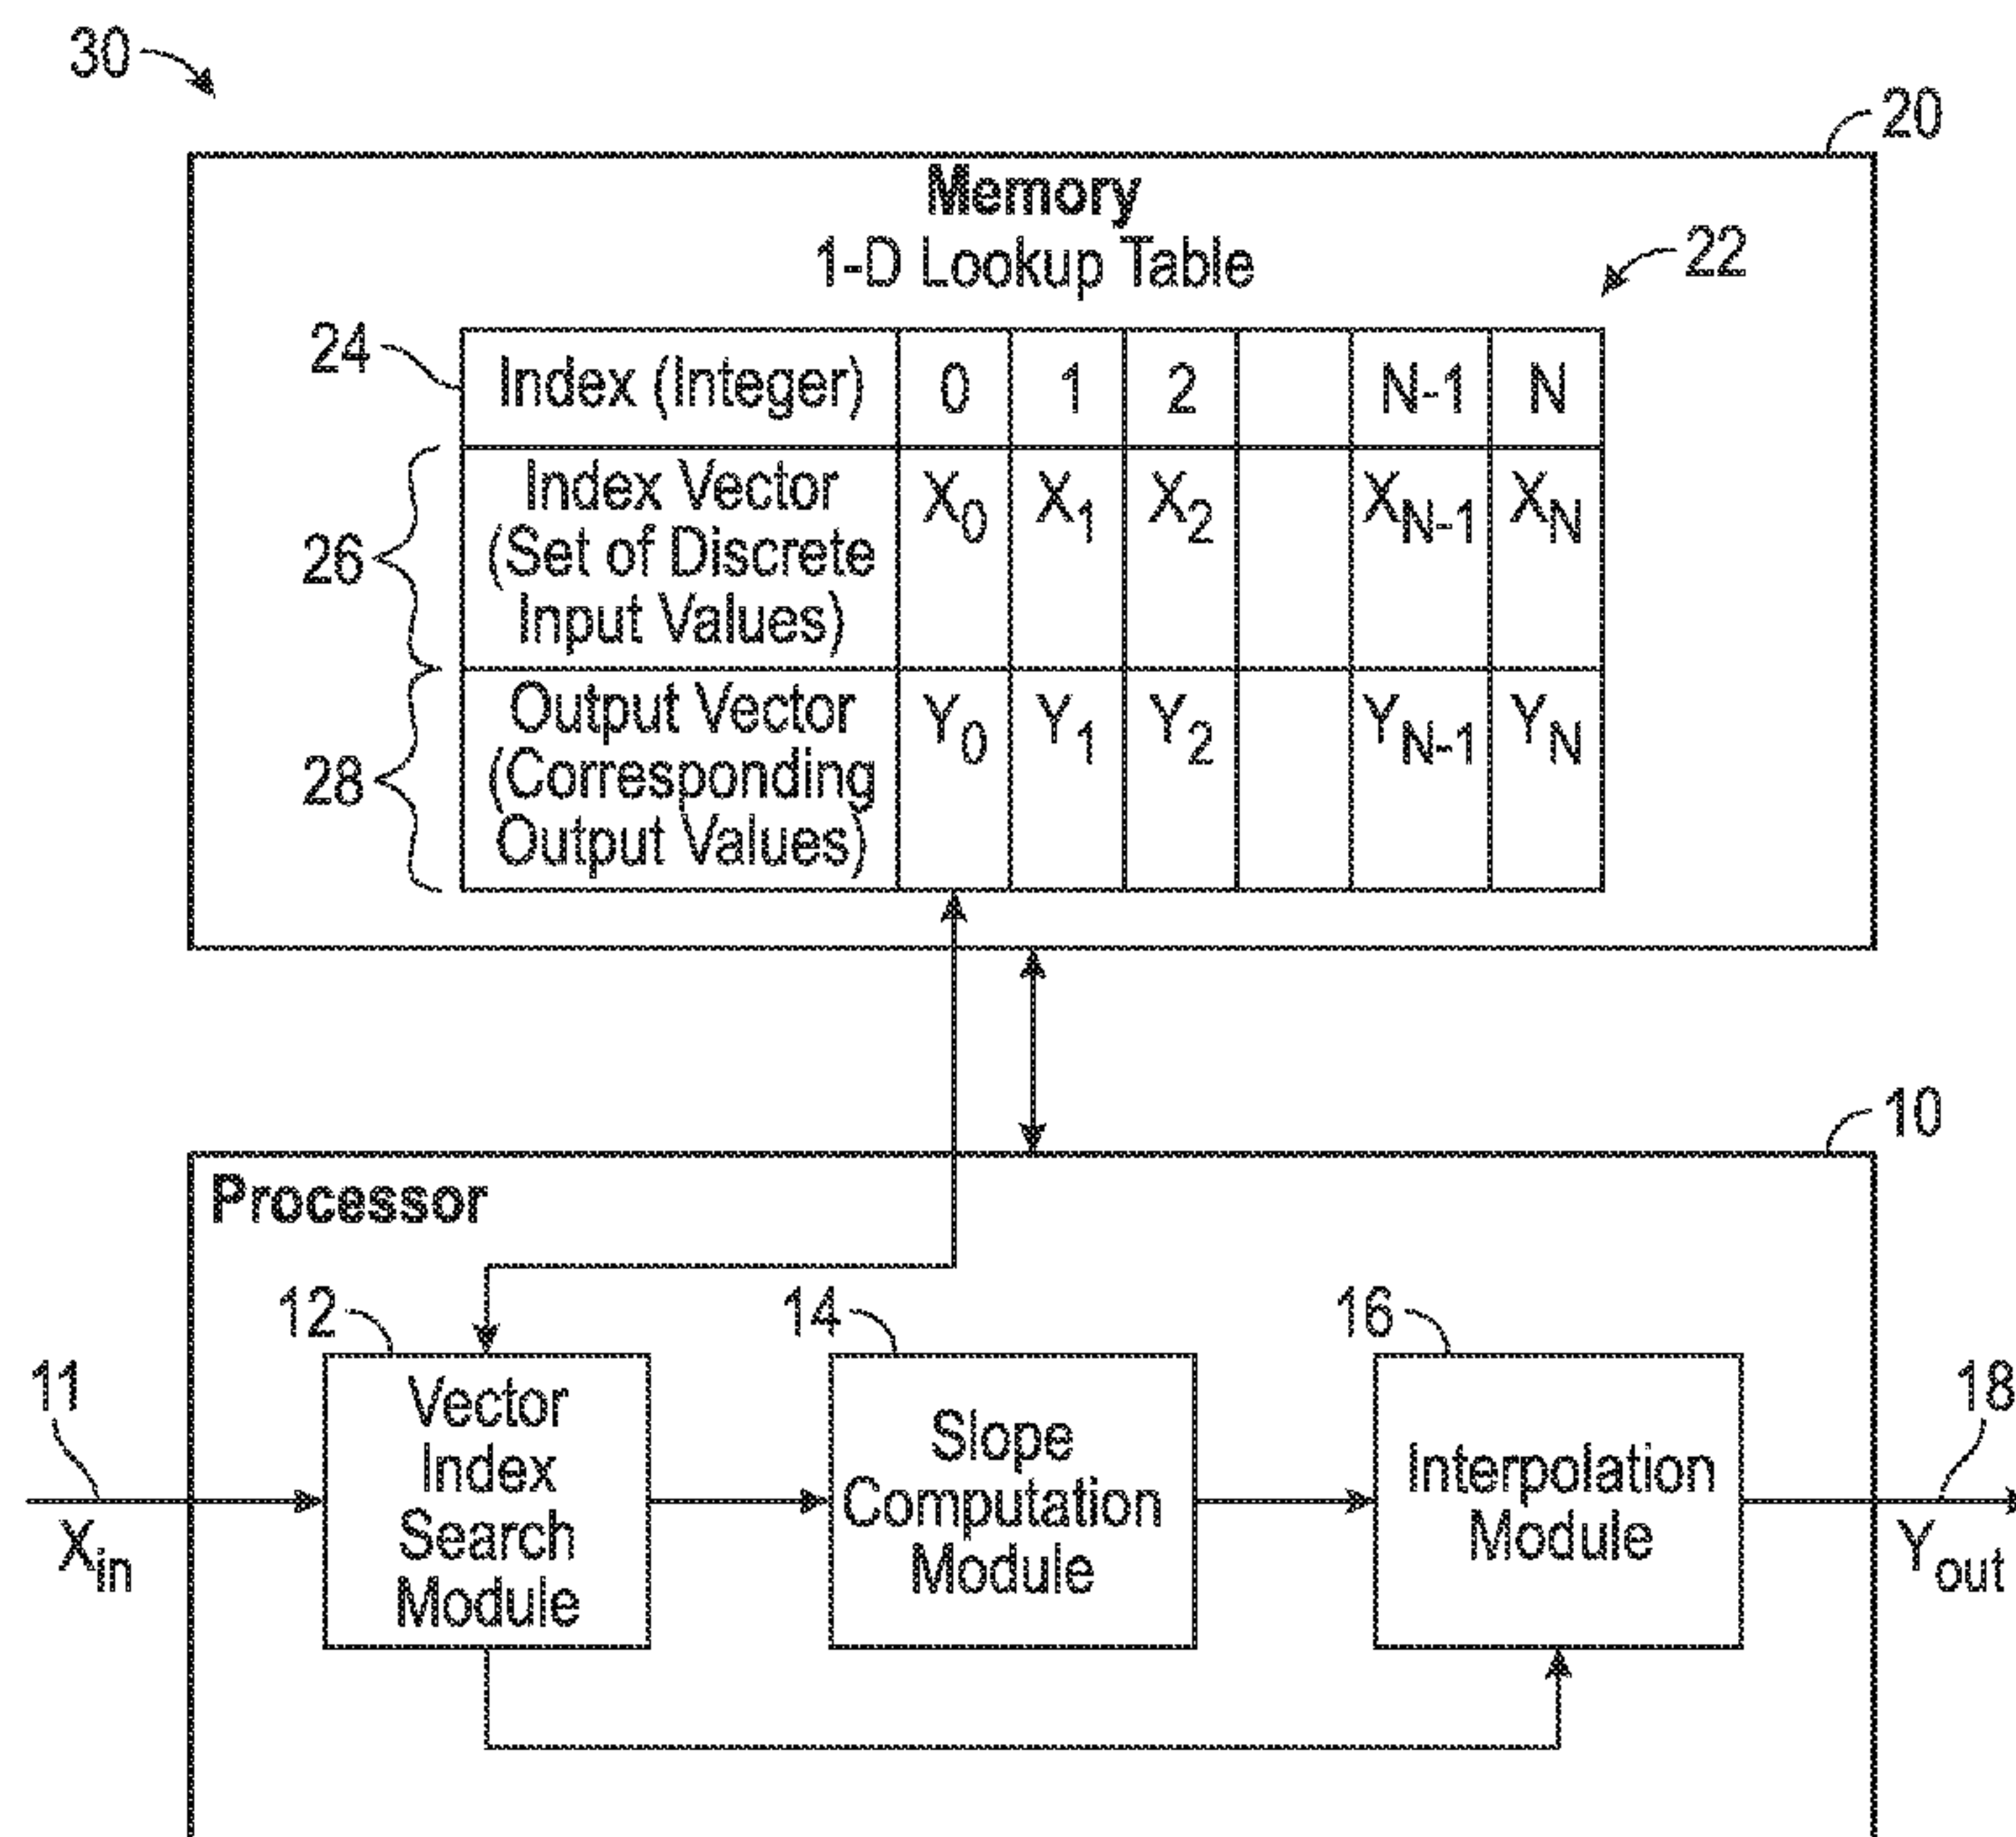 30
20
Memory
1-D Lookup Table
22
24
Index (Integer) 0 1 2 N-1 N
26
Index Vector
(Set of Discrete
Input Values)
X0 X1 X2 XN-1 XN
28
Output Vector
(Corresponding
Output Values)
Y0 Y1 Y2 YN-1 YN
10
Processor
12
14
16
11
18
Xin
Vector
Index
Search
Module
Slope
Computation
Module
Interpolation
Module
Yout